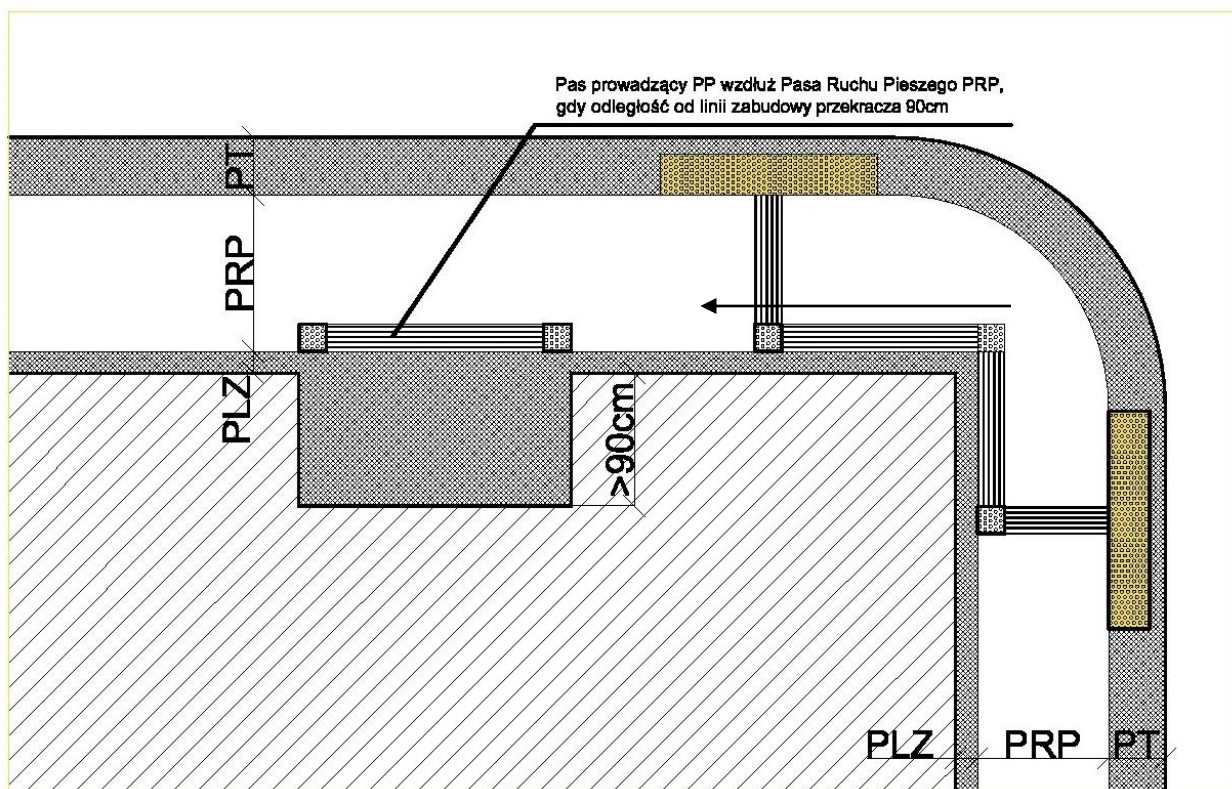 Pas prowadzący PP wzdłuż Pasa Ruchu Pieszego PRP,
gdy odległość od linii zabudowy przekracza 90cm
PT
PRP
PLZ
>90cm
PLZ
PRP
PT